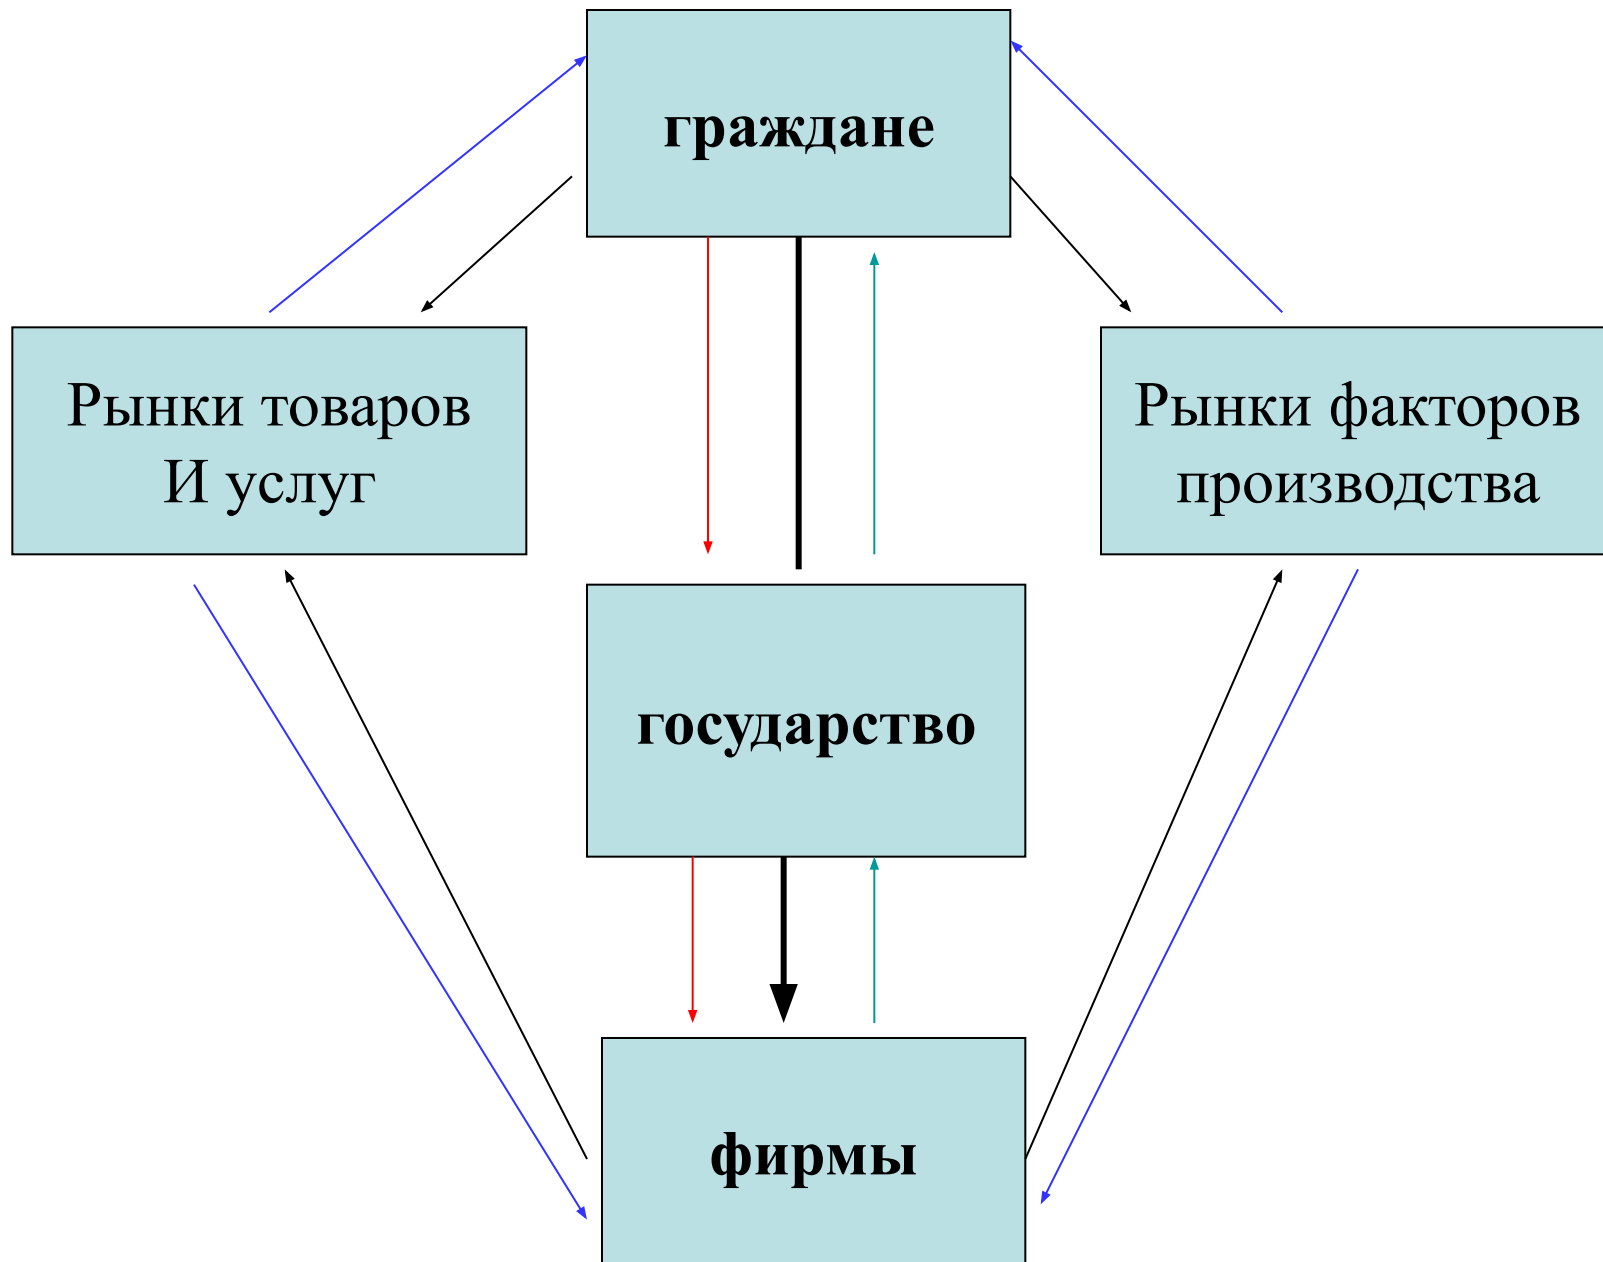 граждане
Рынки товаров
И услуг
Рынки факторов
производства
государство
фирмы